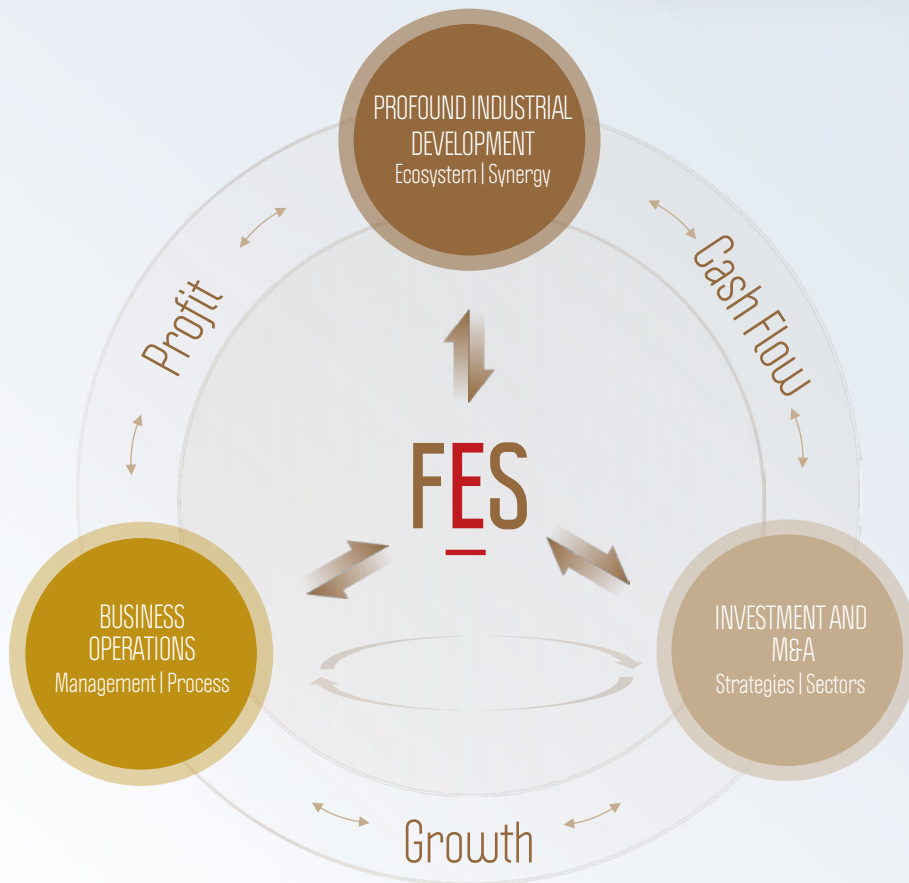 PROFOUND INDUSTRIAL
DEVELOPMENT
Ecosystem | Synergy
Profit
Cash Flow
FES
BUSINESS
OPERATIONS
Management | Process
INVESTMENT AND
M&A
Strategies | Sectors
Growth